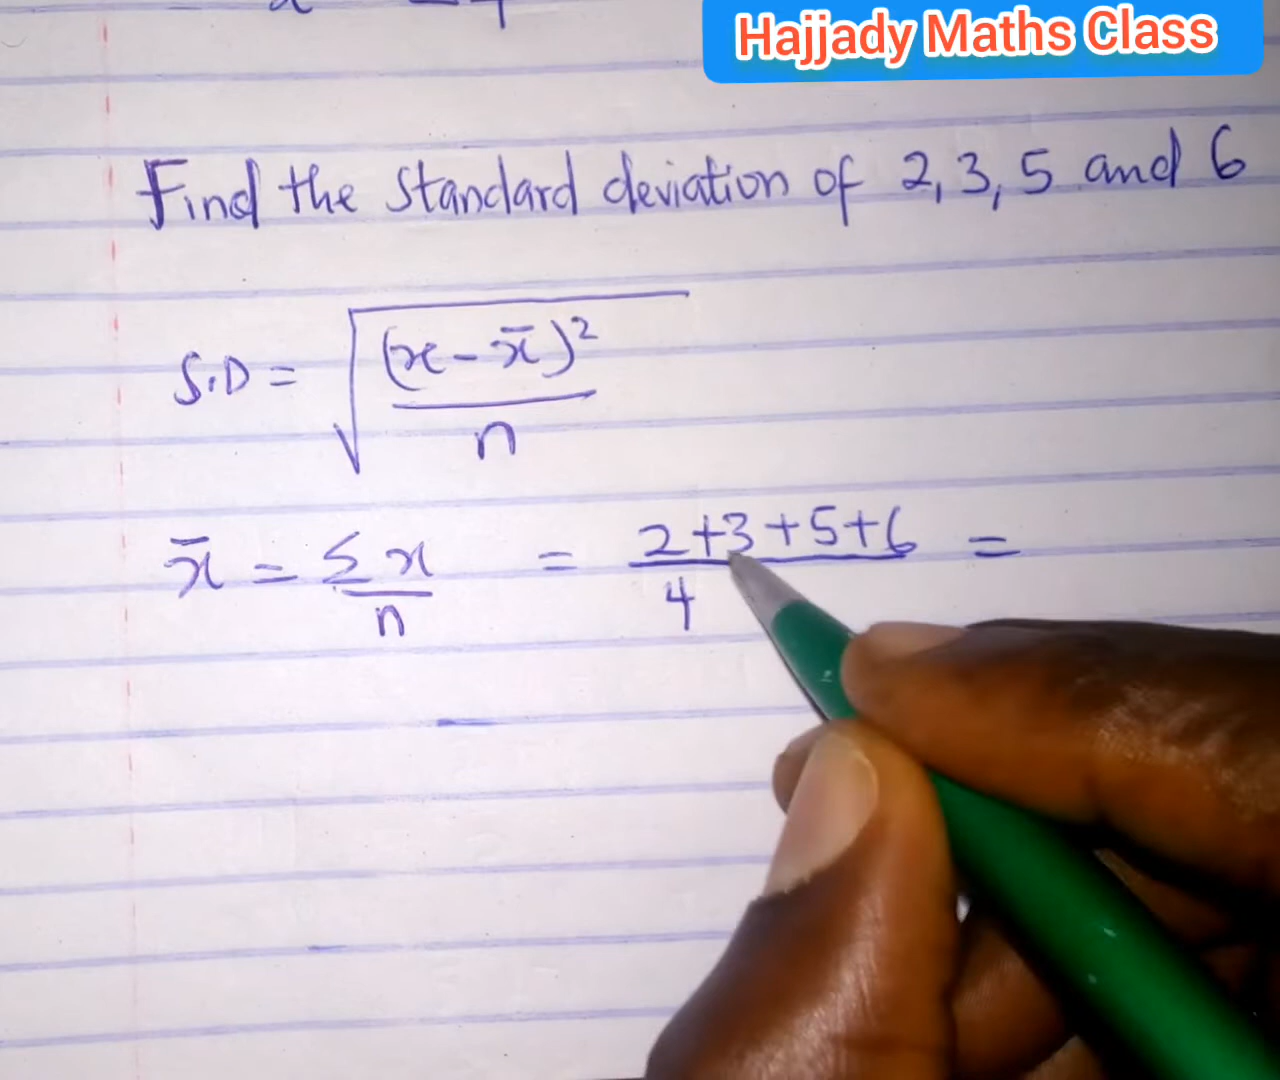 Hajjady Maths Class
Find the standard deviation of 2, 3, 5 and 6
S.D = √((x - x̄)² / n)
x̄ = Σx / n = 2+3+5+6 / 4 =